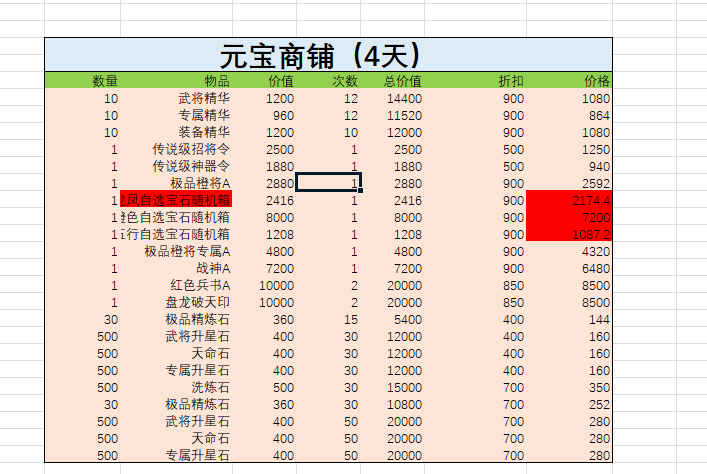 元宝商铺（4天）
数量 物品 价值 次数 总价值 折扣 价格
10 武将精华 1200 12 14400 900 1080
10 专属精华 960 12 11520 900 864
10 装备精华 1200 10 12000 900 1080
1 传说级招将令 2500 1 2500 500 1250
1 传说级神器令 1880 1 1880 500 940
1 极品橙将A 2880 1 2880 900 2592
1 风自选宝石随机箱 2416 1 2416 900 2174.4
1 色自选宝石随机箱 8000 1 8000 900 7200
1 行自选宝石随机箱 1208 1 1208 900 1087.2
1 极品橙将专属A 4800 1 4800 900 4320
1 战神A 7200 1 7200 900 6480
1 红色兵书A 10000 2 20000 850 8500
1 盘龙破天印 10000 2 20000 850 8500
30 极品精炼石 360 15 5400 400 144
500 武将升星石 400 30 12000 400 160
500 天命石 400 30 12000 400 160
500 专属升星石 400 30 12000 400 160
500 洗炼石 500 30 15000 700 350
30 极品精炼石 360 30 10800 700 252
500 武将升星石 400 50 20000 700 280
500 天命石 400 50 20000 700 280
500 专属升星石 400 50 20000 700 280